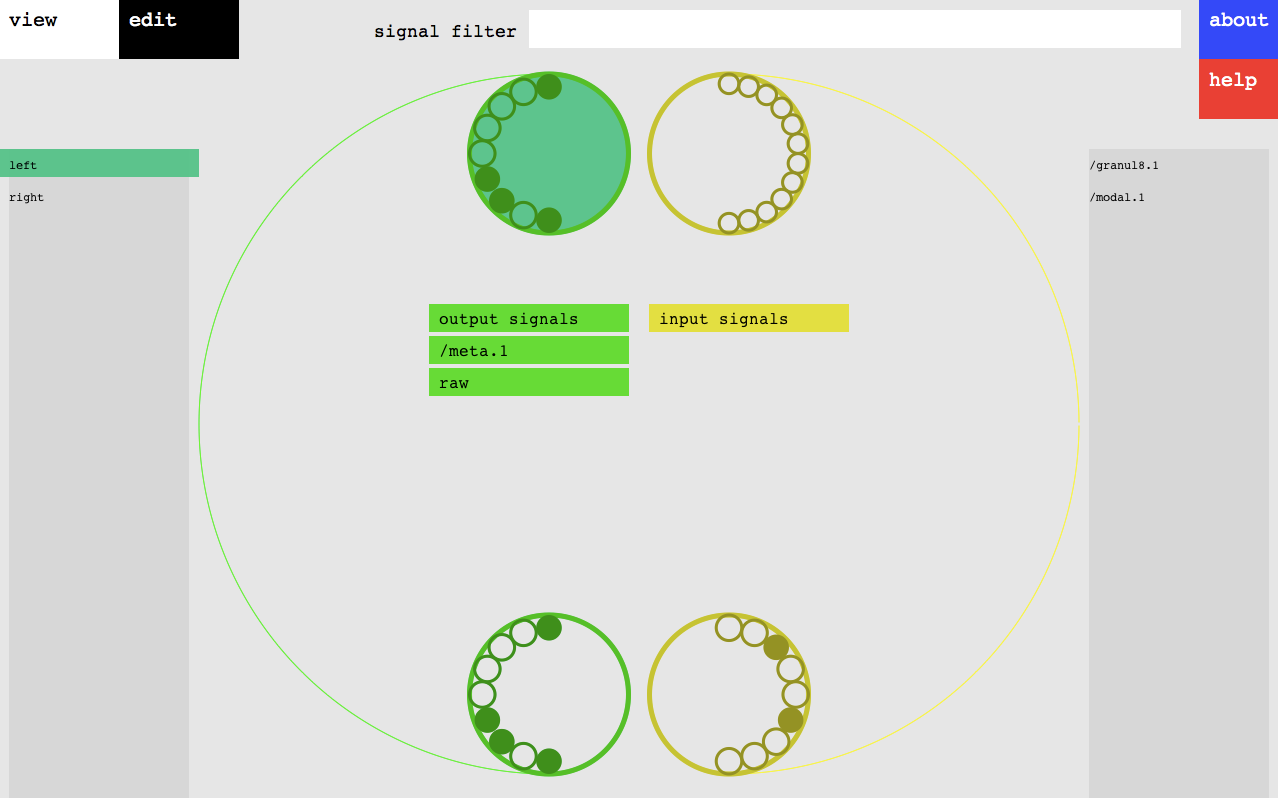 view
edit
signal filter
about
help
left
right
/granul8.1
/modal.1
output signals
input signals
/meta.1
raw